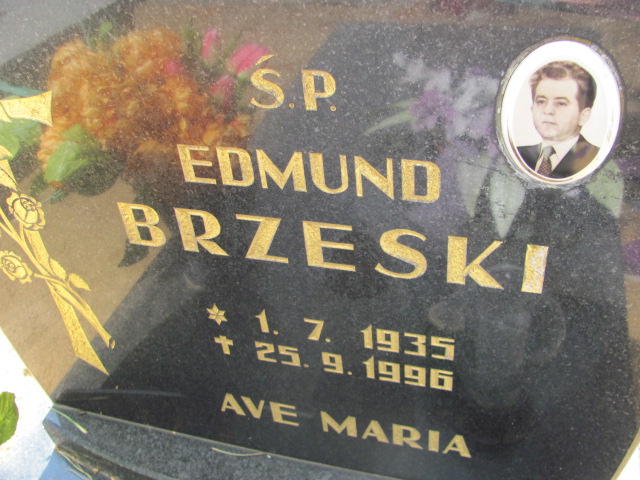 Ś.P.
EDMUND
BRZESKI
* 1. 7. 1935
✝ 25. 9. 1996
AVE MARIA